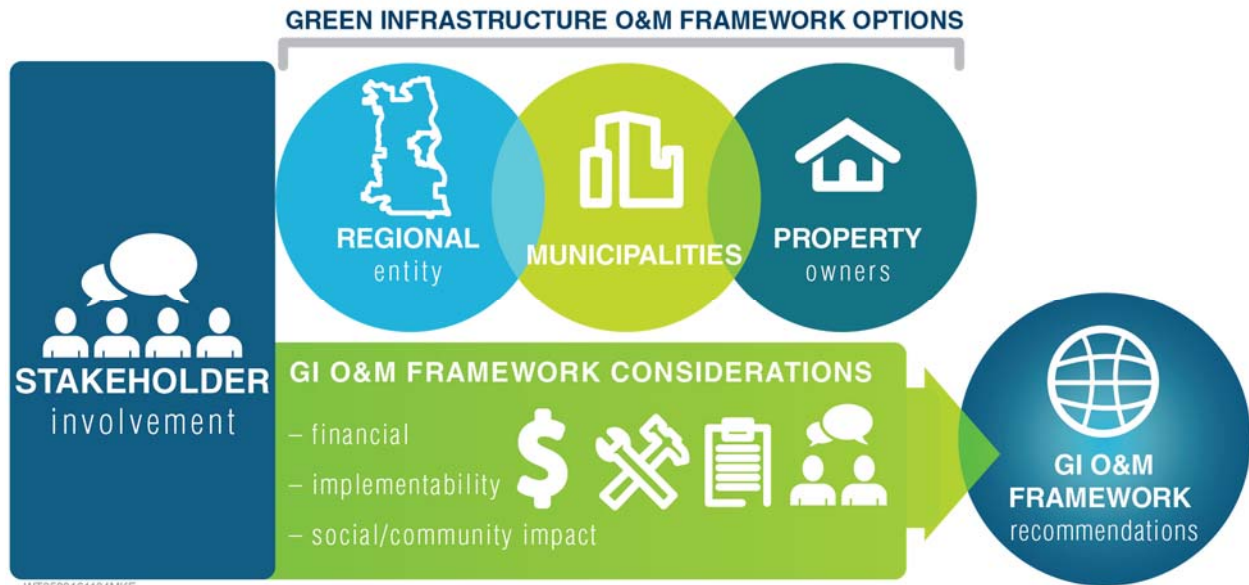 GREEN INFRASTRUCTURE O&M FRAMEWORK OPTIONS
REGIONAL
entity
MUNICIPALITIES
PROPERTY
owners
STAKEHOLDER
involvement
GI O&M FRAMEWORK CONSIDERATIONS
– financial
– implementability
– social/community impact
GI O&M
FRAMEWORK
recommendations